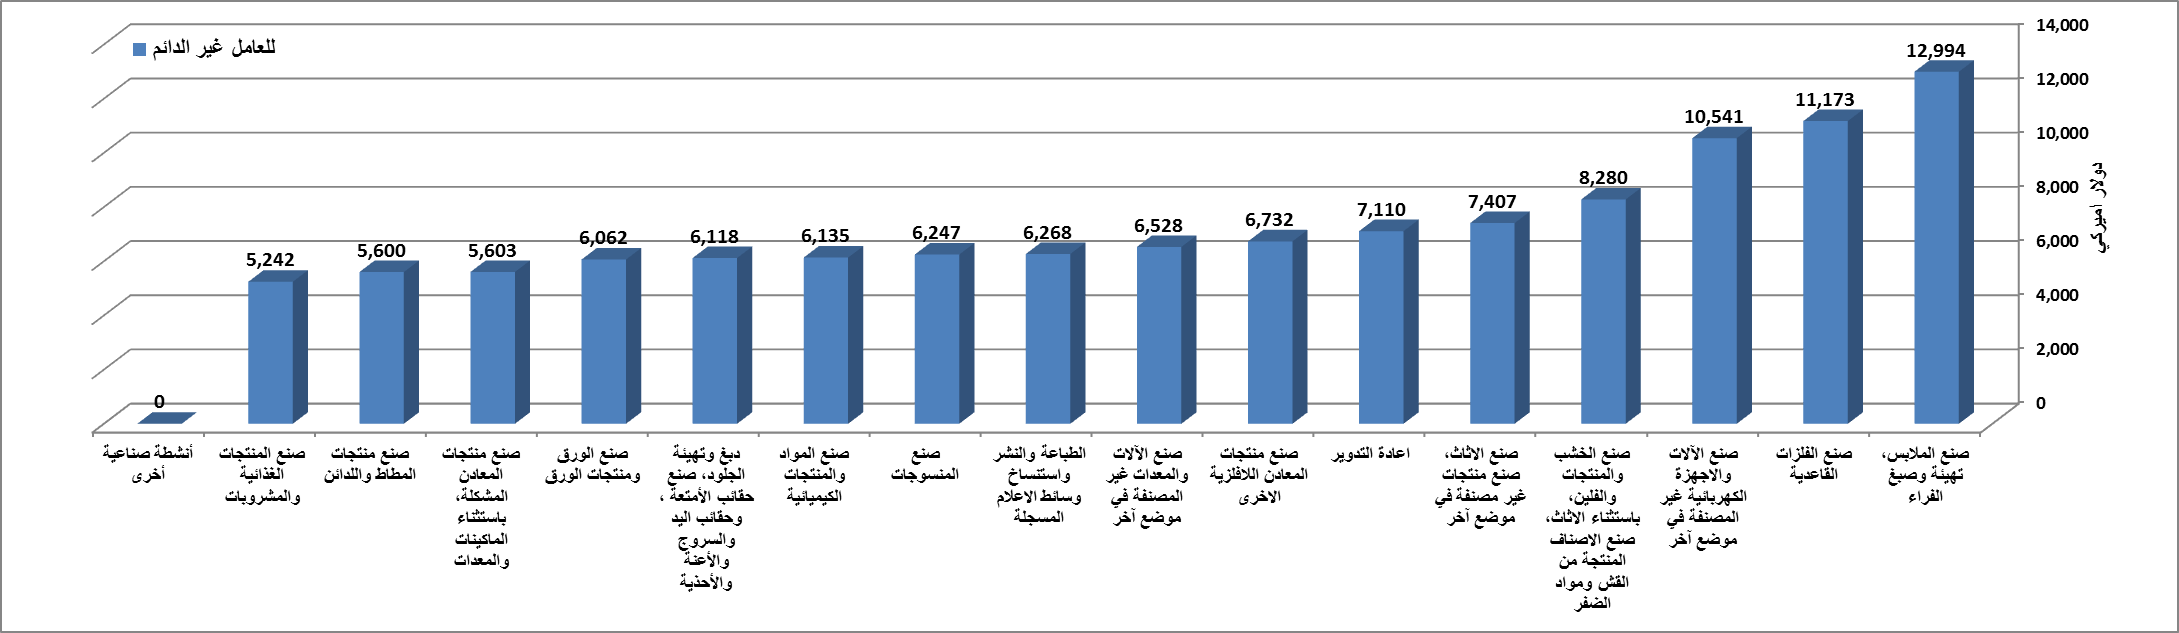 للعامل غير الدائم
14,000
12,000
10,000
8,000
6,000
4,000
2,000
0
دولار اميركي
12,994
11,173
10,541
8,280
7,407
7,110
6,732
6,528
6,268
6,247
6,135
6,118
6,062
5,603
5,600
5,242
0
صنع الملابس،
تهيئة وصبغ
الفراء
صنع الفلزات
القاعدية
صنع الآلات
والاجهزة
الكهربائية غير
المصنفة في
موضع آخر
صنع الخشب
والمنتجات
والفلين،
باستثناء الاثاث،
صنع الاصناف
المنتجة من
القش ومواد
الضفر
صنع الاثاث،
صنع منتجات
غير مصنفة في
موضع آخر
اعادة التدوير
صنع منتجات
المعادن اللافلزية
الاخرى
صنع الآلات
والمعدات غير
المصنفة في
موضع آخر
الطباعة والنشر
واستنساخ
وسائط الاعلام
المسجلة
صنع
المنسوجات
صنع المواد
والمنتجات
الكيميائية
دبغ وتهيئة
الجلود، صنع
حقائب الأمتعة ،
وحقائب اليد
والسروج
والأعنة
والأحذية
صنع الورق
ومنتجات الورق
صنع منتجات
المعادن
المشكلة،
باستثناء
الماكينات
والمعدات
صنع منتجات
المطاط واللدائن
صنع المنتجات
الغذائية
والمشروبات
أنشطة صناعية
أخرى